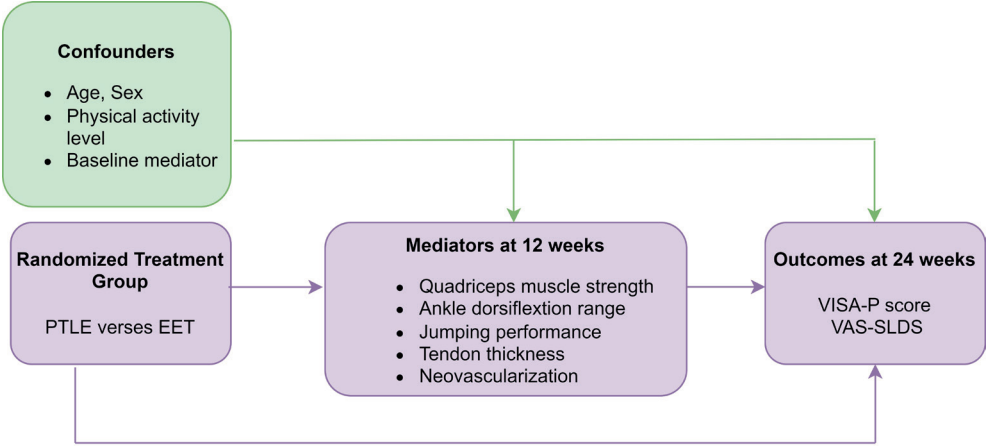 Confounders
• Age, Sex
• Physical activity
level
• Baseline mediator
Randomized Treatment
Group
PTLE verses EET
Mediators at 12 weeks
• Quadriceps muscle strength
• Ankle dorsiflextion range
• Jumping performance
• Tendon thickness
• Neovascularization
Outcomes at 24 weeks
VISA-P score
VAS-SLDS